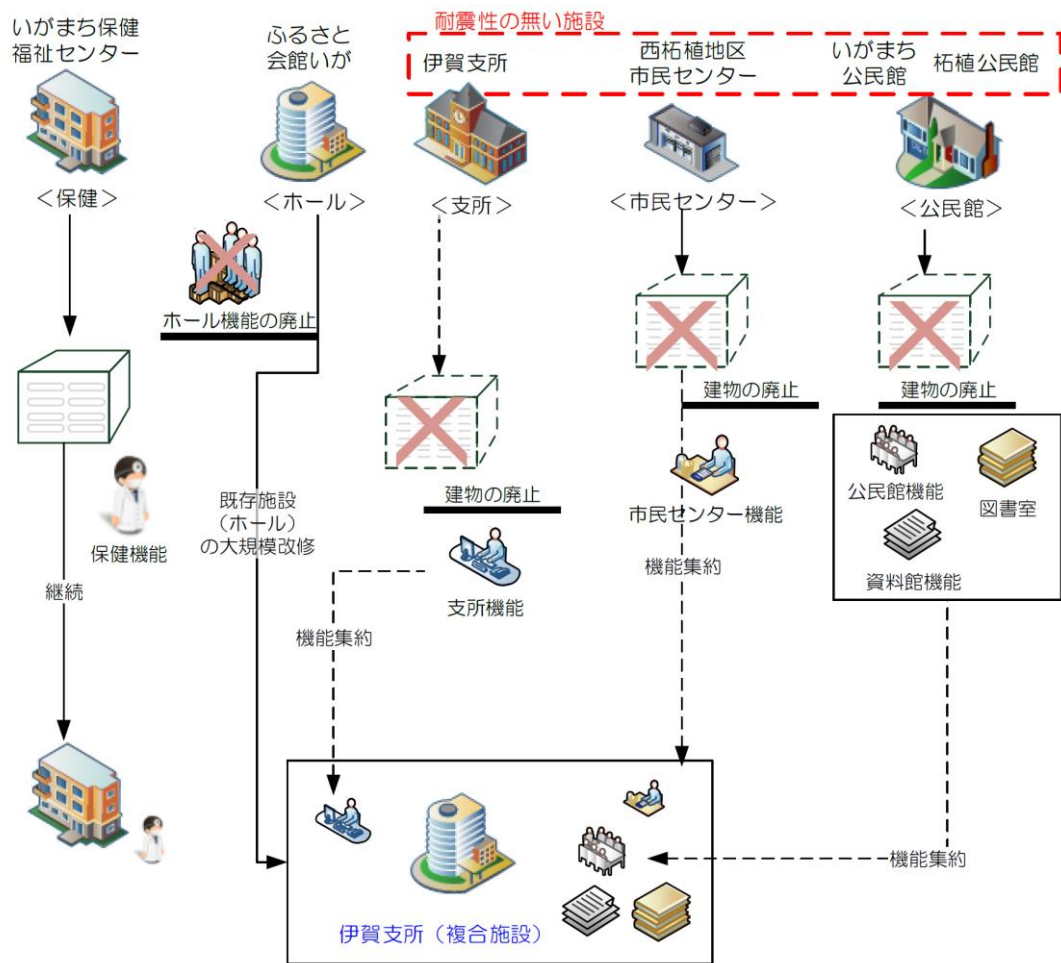 耐震性の無い施設
いがまち保健
福祉センター
ふるさと
会館いが
伊賀支所
西柘植地区
市民センター
いがまち
公民館
柘植公民館
＜保健＞
＜ホール＞
＜支所＞
＜市民センター＞
＜公民館＞
ホール機能の廃止
建物の廃止
建物の廃止
建物の廃止
保健機能
既存施設
（ホール）
の大規模改修
支所機能
市民センター機能
公民館機能
図書室
資料館機能
継続
機能集約
機能集約
機能集約
伊賀支所（複合施設）